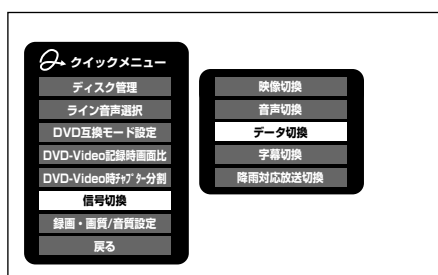 クイックメニュー
ディスク管理
ライン音声選択
DVD互換モード設定
DVD-Video記録時画面比
DVD-Video時ﾁｬﾌﾟﾀｰ分割
信号切換
録画・画質/音質設定
戻る
映像切換
音声切換
データ切換
字幕切換
降雨対応放送切換